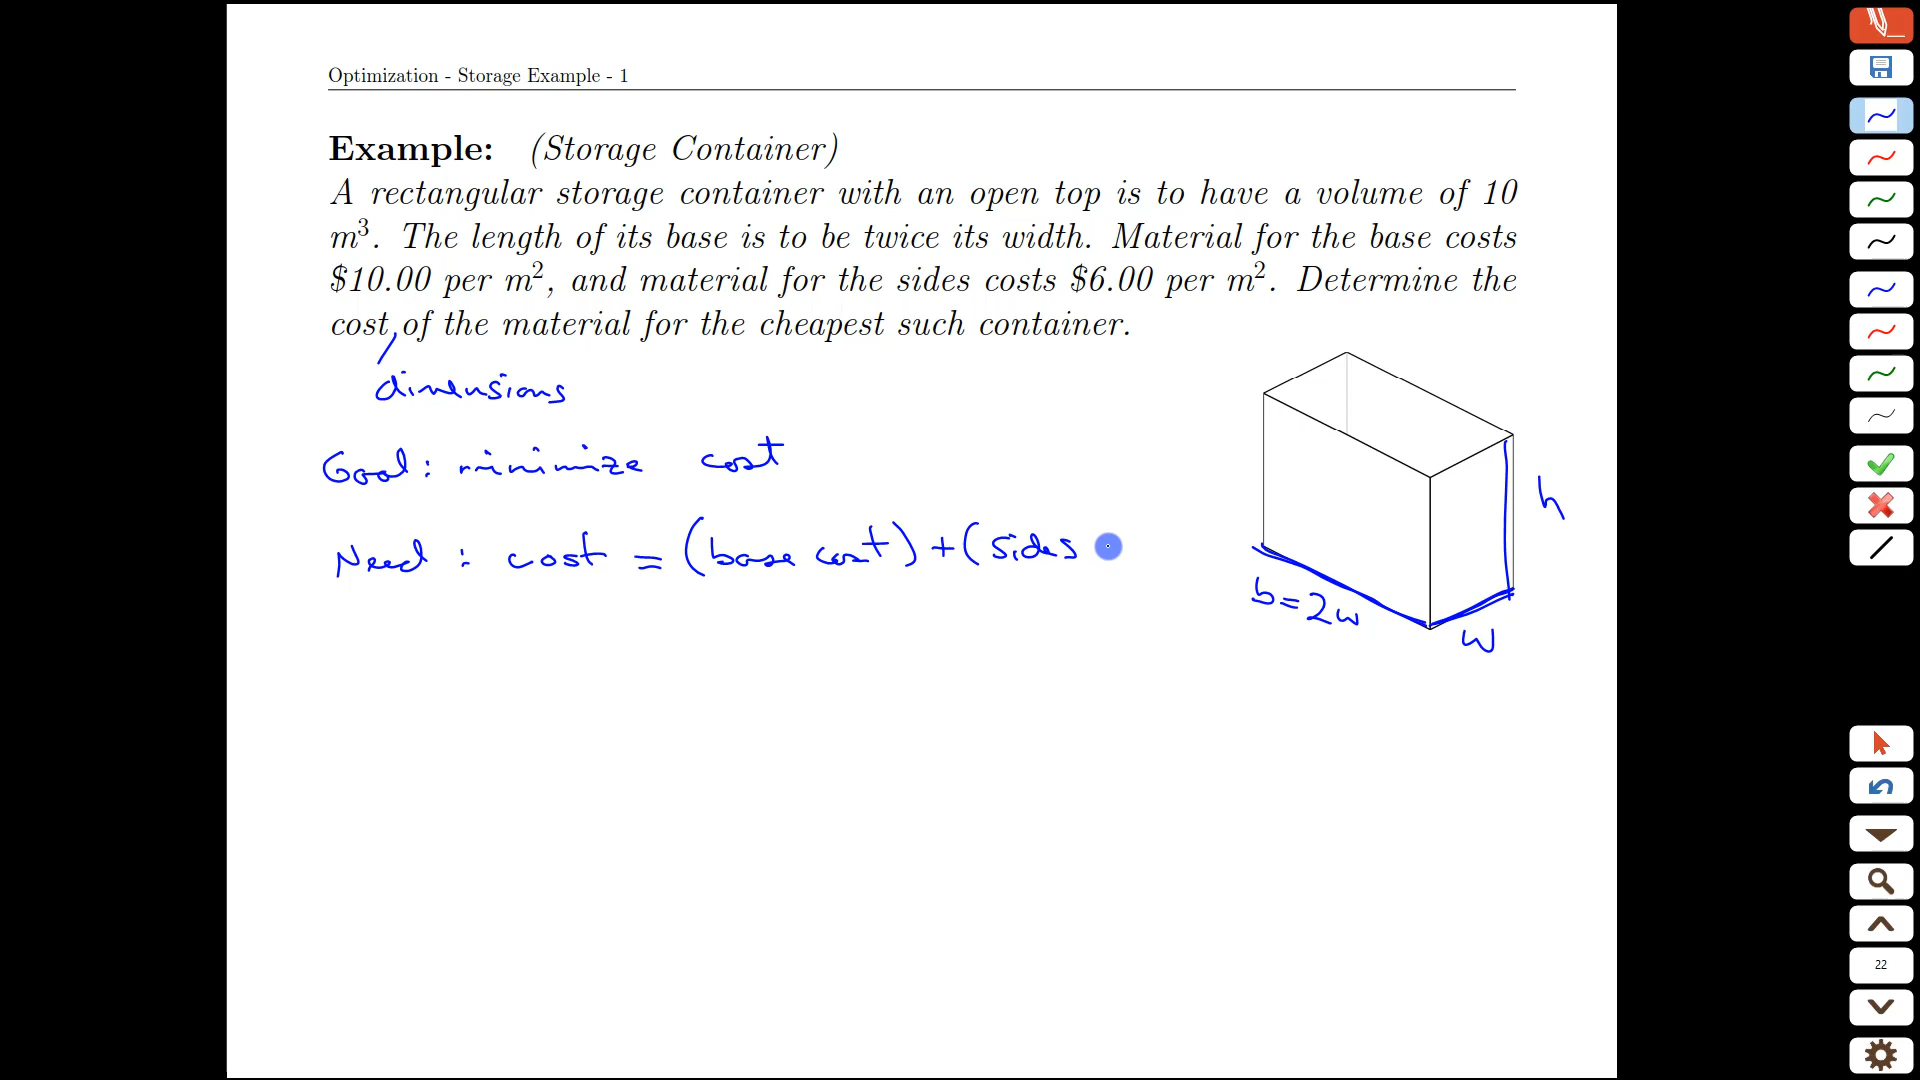 Optimization - Storage Example - 1
Example: (Storage Container)
A rectangular storage container with an open top is to have a volume of 10
m³. The length of its base is to be twice its width. Material for the base costs
$10.00 per m², and material for the sides costs $6.00 per m². Determine the
cost, of the material for the cheapest such container.
dimensions
Goal: minimize cost
h
Need : cost = (base cost) + (sides
b = 2w
w
22